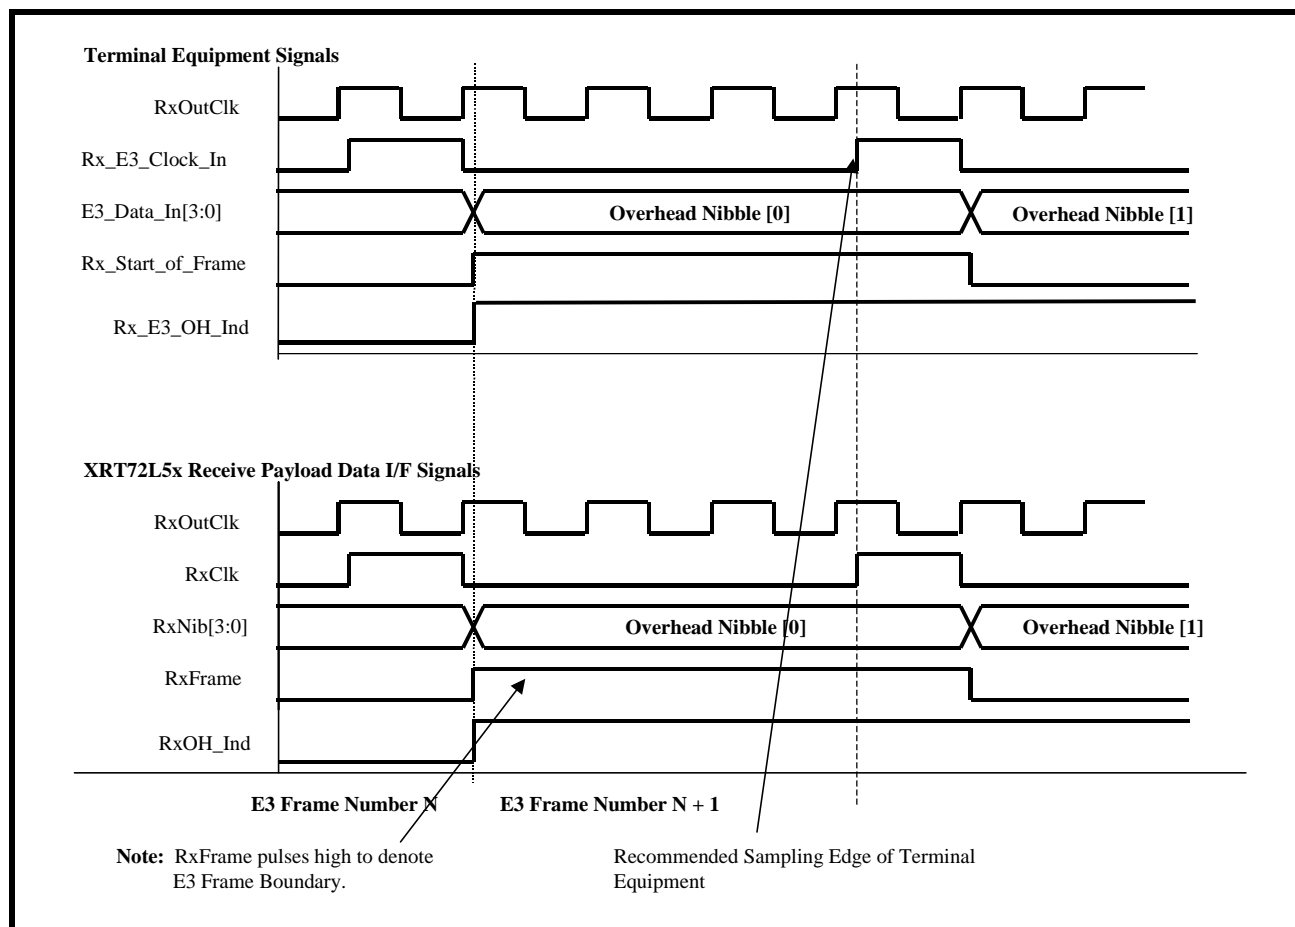 Terminal Equipment Signals
RxOutClk
Rx_E3_Clock_In
E3_Data_In[3:0]
Overhead Nibble [0]
Overhead Nibble [1]
Rx_Start_of_Frame
Rx_E3_OH_Ind
XRT72L5x Receive Payload Data I/F Signals
RxOutClk
RxClk
RxNib[3:0]
Overhead Nibble [0]
Overhead Nibble [1]
RxFrame
RxOH_Ind
E3 Frame Number N
E3 Frame Number N + 1
Note: RxFrame pulses high to denote
E3 Frame Boundary.
Recommended Sampling Edge of Terminal
Equipment